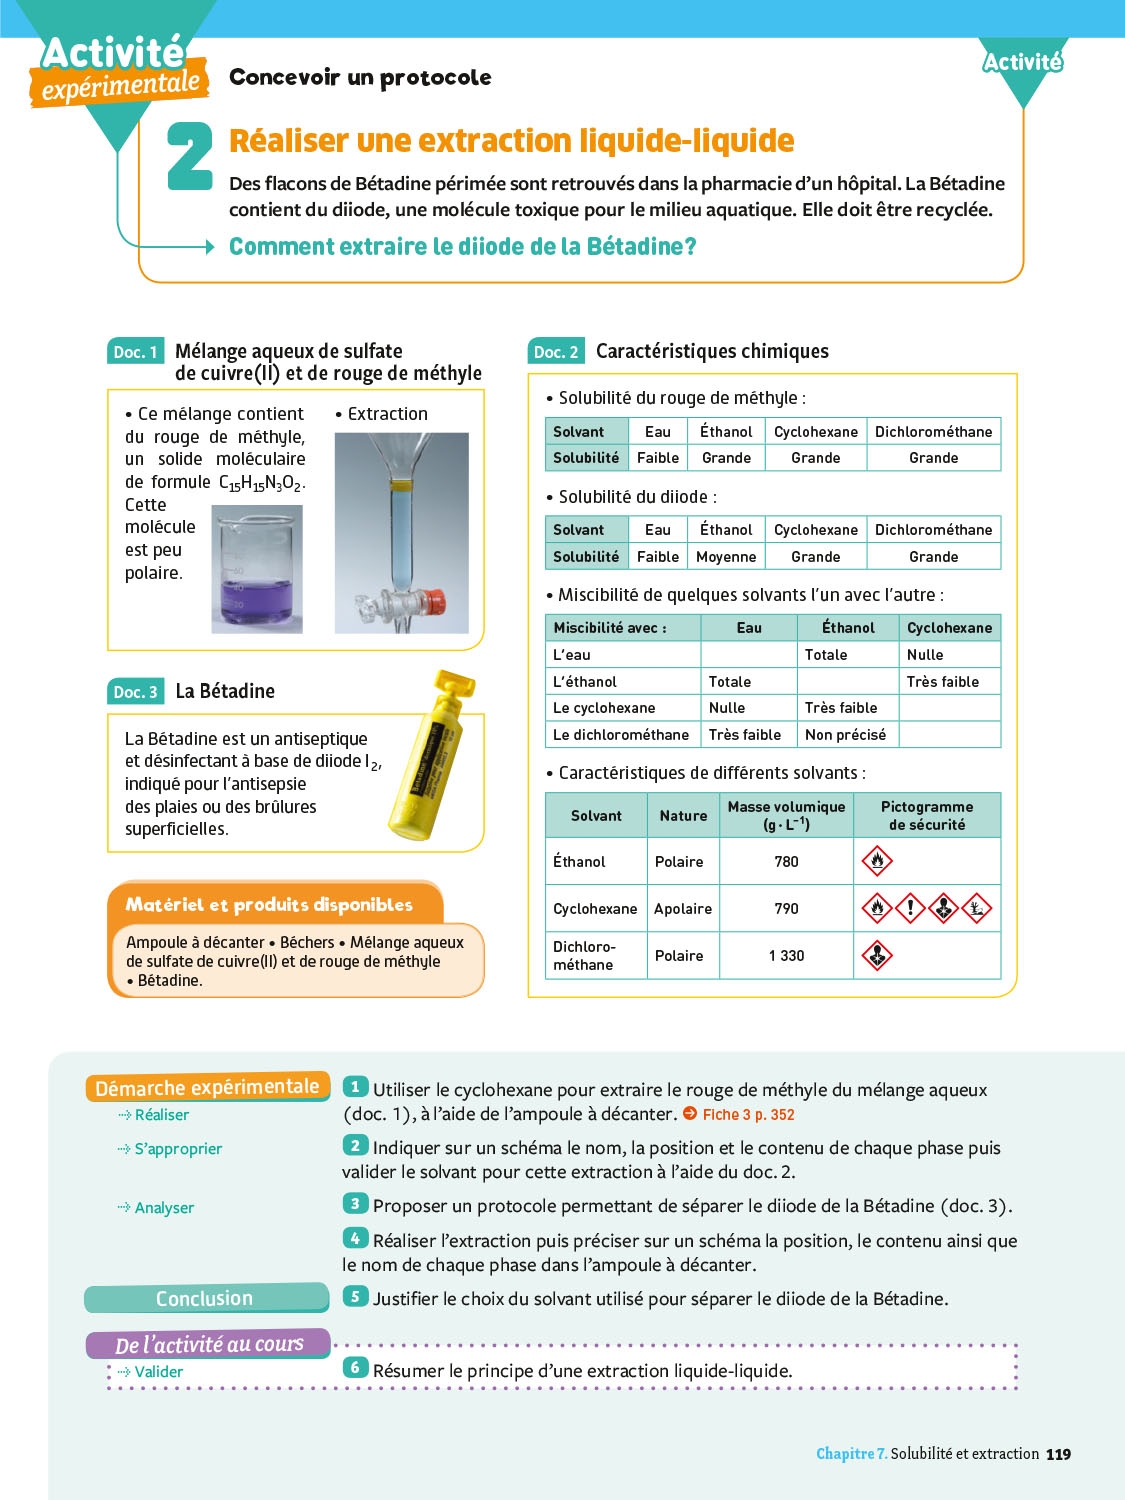 Activité
expérimentale
Concevoir un protocole
Activité
2 Réaliser une extraction liquide-liquide
Des flacons de Bétadine périmée sont retrouvés dans la pharmacie d'un hôpital. La Bétadine
contient du diiode, une molécule toxique pour le milieu aquatique. Elle doit être recyclée.
Comment extraire le diiode de la Bétadine?
Doc. 1 Mélange aqueux de sulfate
de cuivre(II) et de rouge de méthyle
• Ce mélange contient
du rouge de méthyle,
un solide moléculaire
de formule C₁₅H₁₅N₃O₂.
Cette
molécule
est peu
polaire.
• Extraction
60
40
20
Doc. 3 La Bétadine
La Bétadine est un antiseptique
et désinfectant à base de diiode I₂,
indiqué pour l'antisepsie
des plaies ou des brûlures
superficielles.
Matériel et produits disponibles
Ampoule à décanter • Béchers • Mélange aqueux
de sulfate de cuivre(II) et de rouge de méthyle
• Bétadine.
Doc. 2 Caractéristiques chimiques
• Solubilité du rouge de méthyle :
Solvant Eau Éthanol Cyclohexane Dichlorométhane
Solubilité Faible Grande Grande Grande
• Solubilité du diiode :
Solvant Eau Éthanol Cyclohexane Dichlorométhane
Solubilité Faible Moyenne Grande Grande
• Miscibilité de quelques solvants l'un avec l'autre :
Miscibilité avec : Eau Éthanol Cyclohexane
L'eau Totale Nulle
L'éthanol Totale Très faible
Le cyclohexane Nulle Très faible
Le dichlorométhane Très faible Non précisé
• Caractéristiques de différents solvants :
Solvant Nature Masse volumique (g·L⁻¹) Pictogramme de sécurité
Éthanol Polaire 780
Cyclohexane Apolaire 790
Dichloro-
méthane Polaire 1 330
Démarche expérimentale
Réaliser
1 Utiliser le cyclohexane pour extraire le rouge de méthyle du mélange aqueux
(doc. 1), à l'aide de l'ampoule à décanter. Fiche 3 p. 352
S'approprier
2 Indiquer sur un schéma le nom, la position et le contenu de chaque phase puis
valider le solvant pour cette extraction à l'aide du doc. 2.
Analyser
3 Proposer un protocole permettant de séparer le diiode de la Bétadine (doc. 3).
4 Réaliser l'extraction puis préciser sur un schéma la position, le contenu ainsi que
le nom de chaque phase dans l'ampoule à décanter.
Conclusion
5 Justifier le choix du solvant utilisé pour séparer le diiode de la Bétadine.
De l'activité au cours
Valider
6 Résumer le principe d'une extraction liquide-liquide.
Chapitre 7. Solubilité et extraction 119